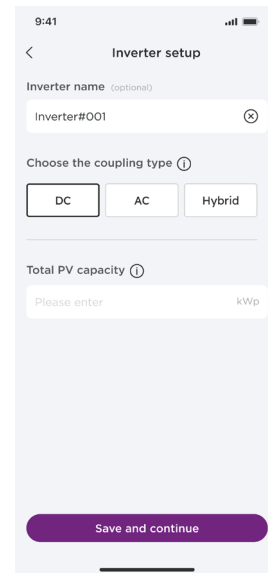 9:41
Inverter setup
Inverter name (optional)
Inverter#001
Choose the coupling type i
DC AC Hybrid
Total PV capacity i
Please enter kWp
Save and continue